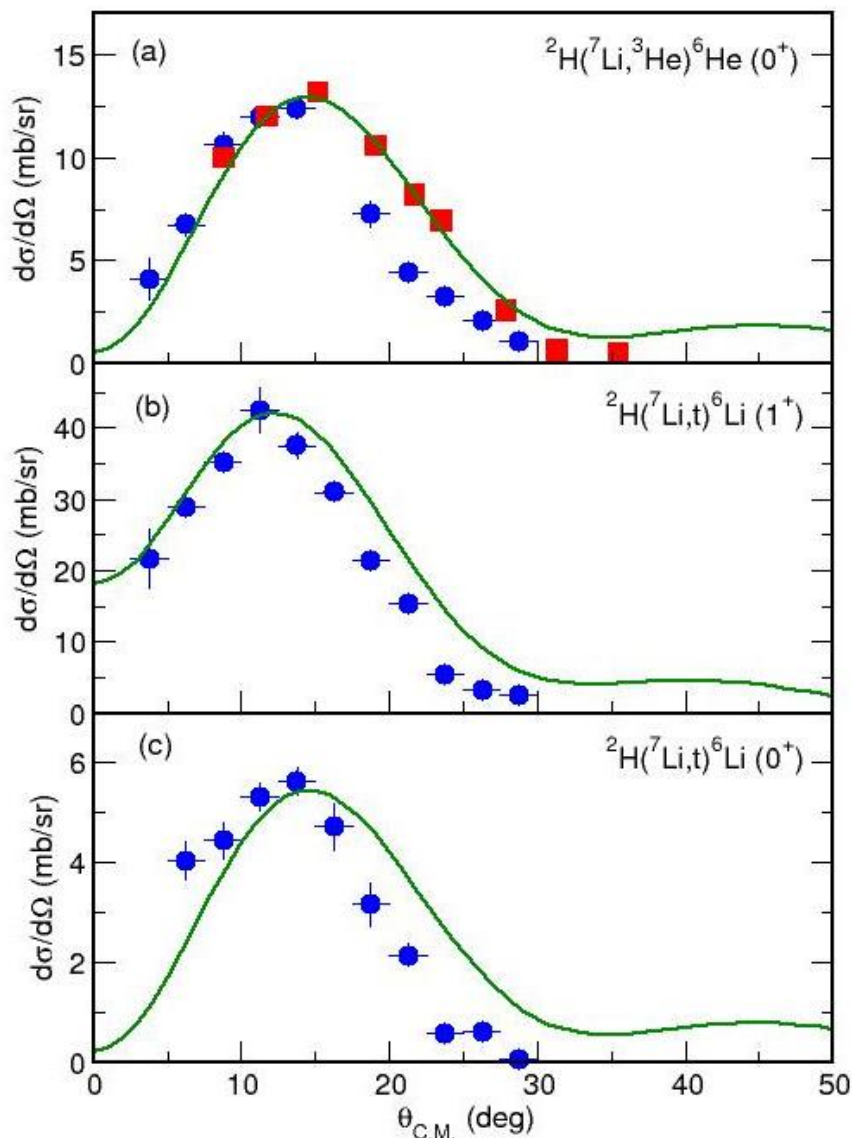 (a)
²H(⁷Li,³He)⁶He (0⁺)
15
10
5
0
dσ/dΩ (mb/sr)
(b)
²H(⁷Li,t)⁶Li (1⁺)
40
30
20
10
0
dσ/dΩ (mb/sr)
(c)
²H(⁷Li,t)⁶Li (0⁺)
6
4
2
0
dσ/dΩ (mb/sr)
0 10 20 30 40 50
θC.M. (deg)